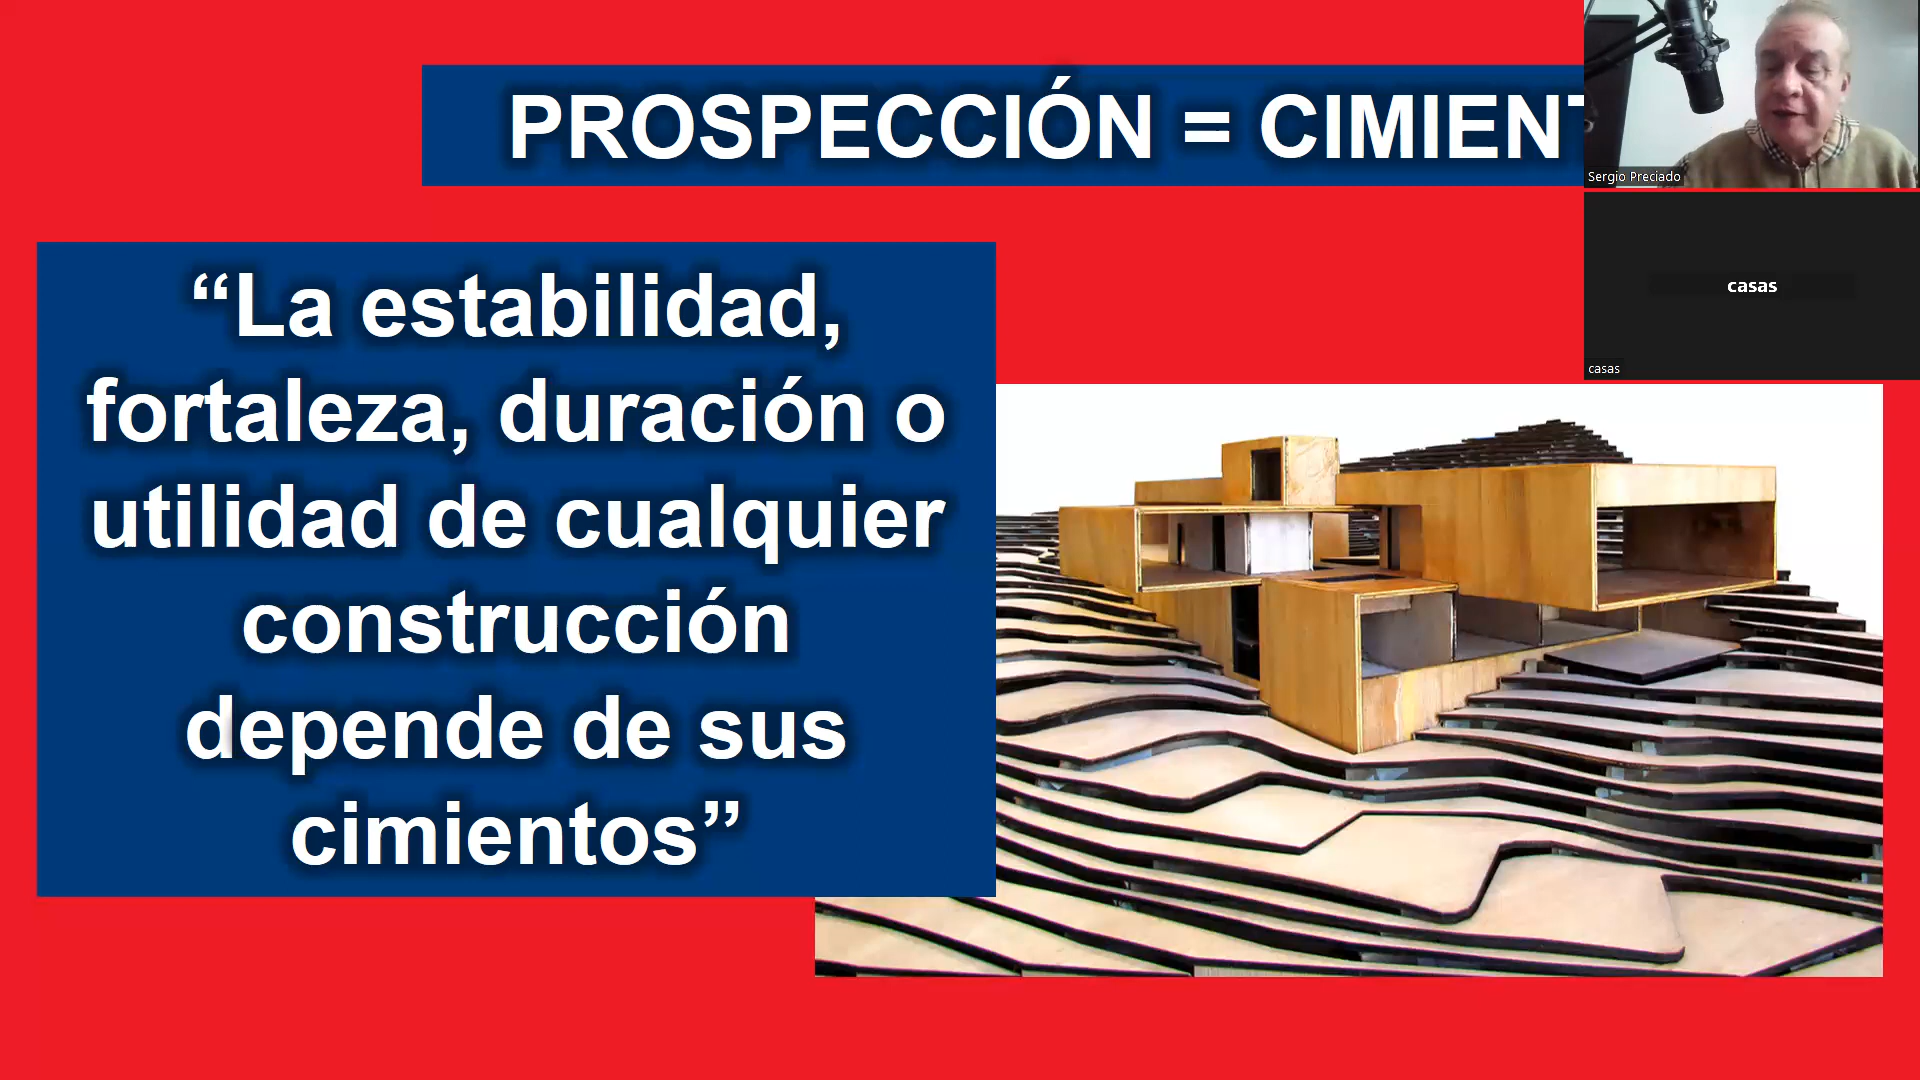 PROSPECCIÓN = CIMIENT
“La estabilidad,
fortaleza, duración o
utilidad de cualquier
construcción
depende de sus
cimientos”
Sergio Preciado
casas
casas